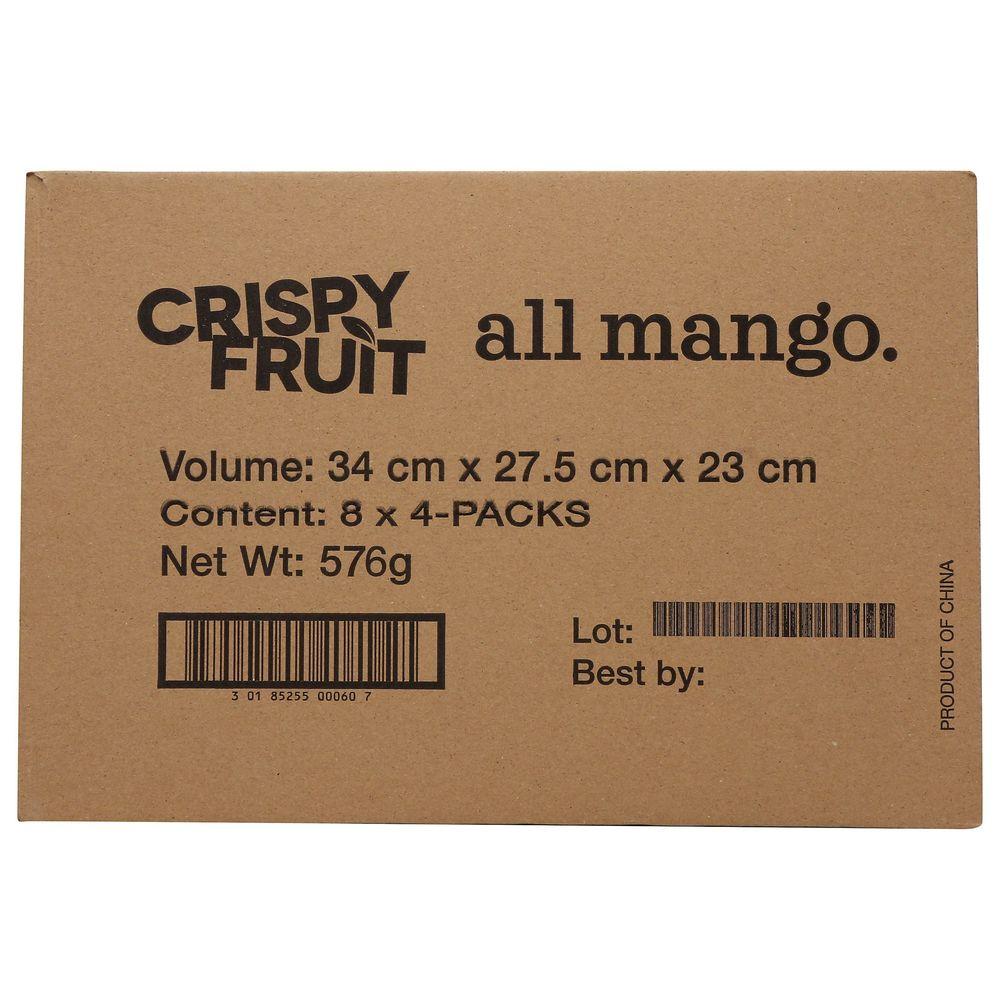 CRISPY
FRUIT
all mango.
Volume: 34 cm x 27.5 cm x 23 cm
Content: 8 x 4-PACKS
Net Wt: 576g
3 01 85255 00060 7
Lot:
Best by:
PRODUCT OF CHINA